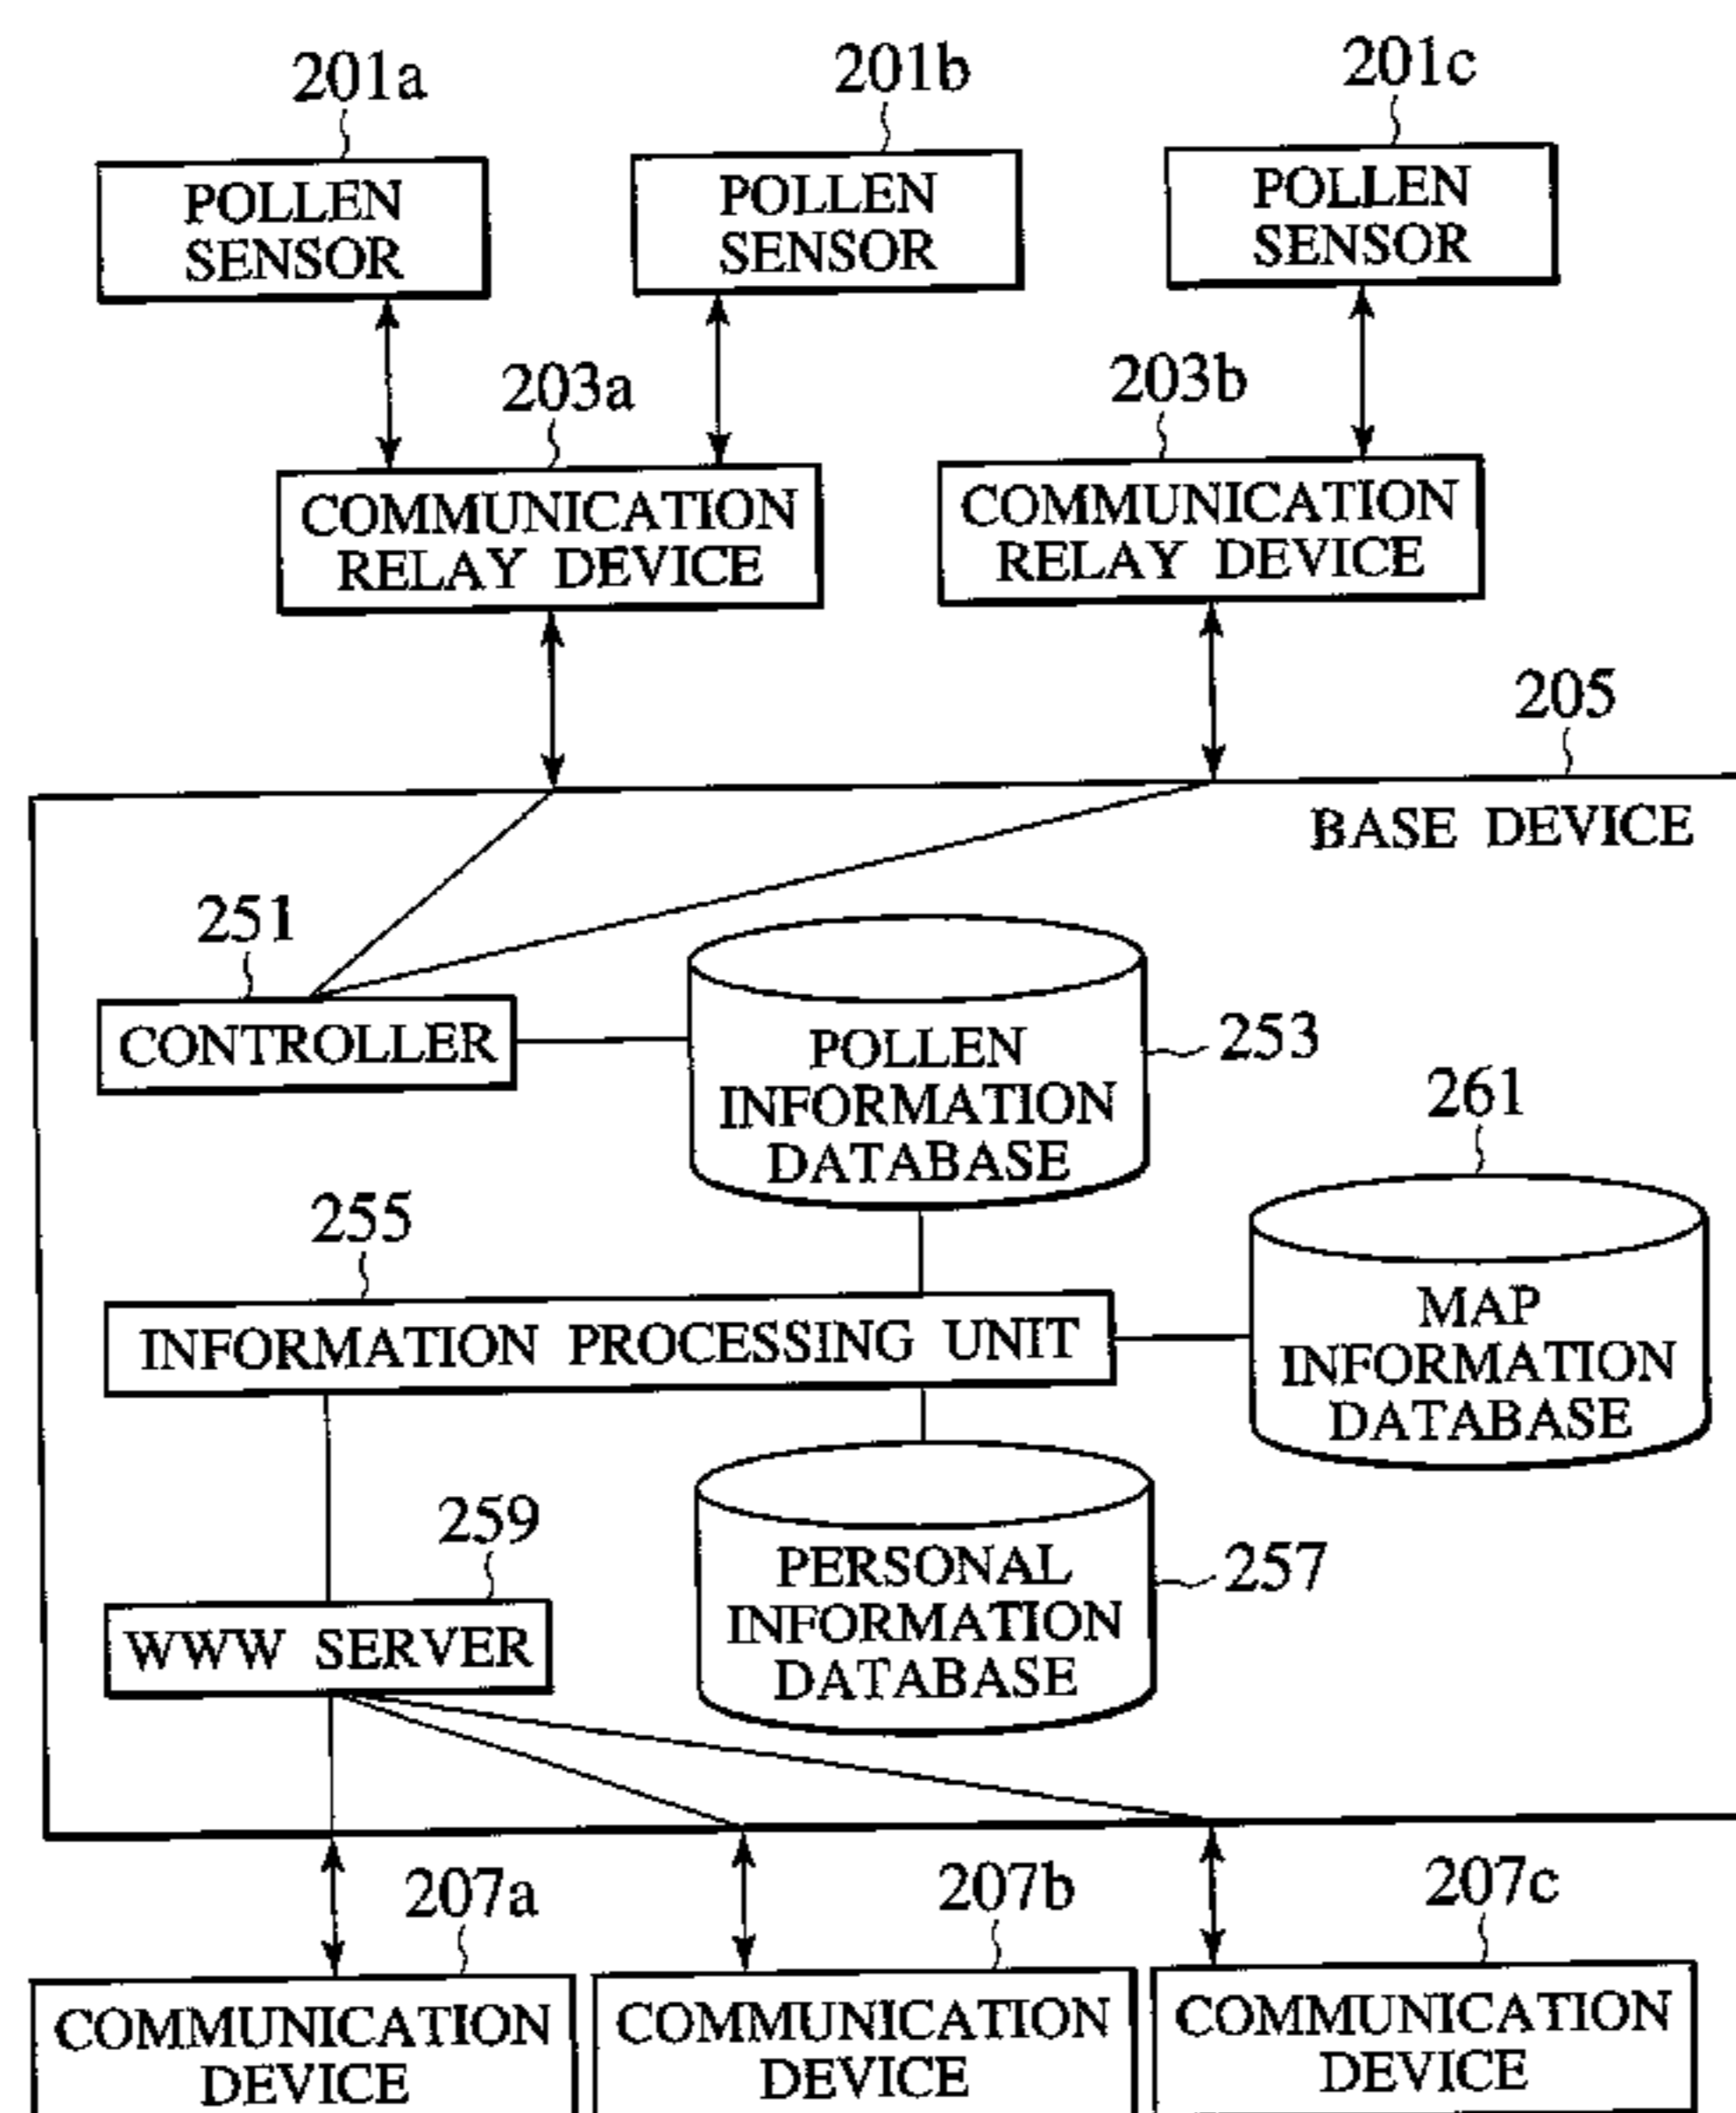 201a
201b
201c
POLLEN
SENSOR
POLLEN
SENSOR
POLLEN
SENSOR
203a
203b
COMMUNICATION
RELAY DEVICE
COMMUNICATION
RELAY DEVICE
205
BASE DEVICE
251
CONTROLLER
POLLEN
INFORMATION
DATABASE
253
261
255
INFORMATION PROCESSING UNIT
MAP
INFORMATION
DATABASE
259
WWW SERVER
PERSONAL
INFORMATION
DATABASE
257
207a
207b
207c
COMMUNICATION
DEVICE
COMMUNICATION
DEVICE
COMMUNICATION
DEVICE